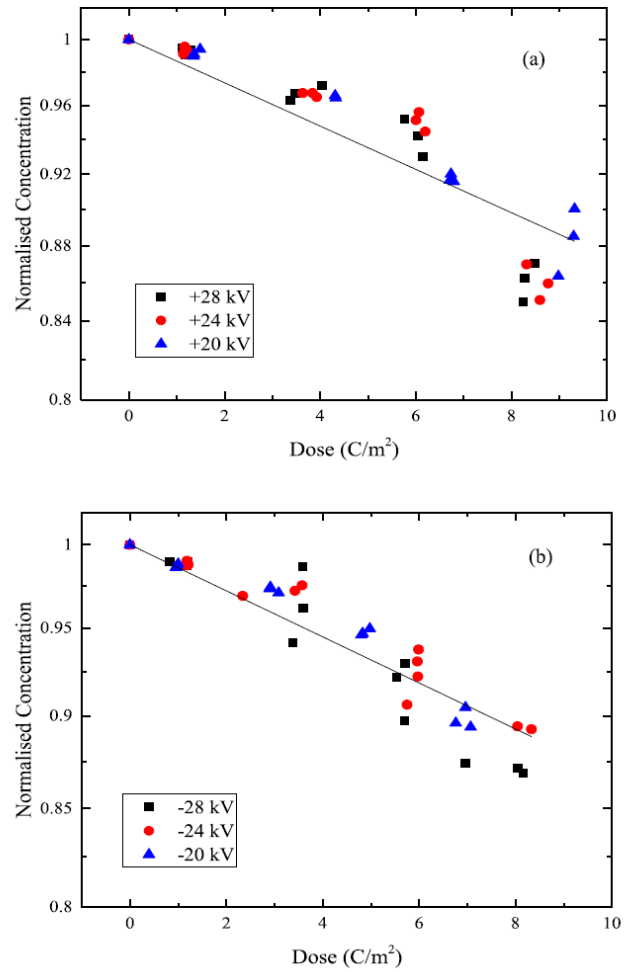 1
(a)
0.96
0.92
0.88
0.84
0.8
Normalised Concentration
+28 kV
+24 kV
+20 kV
0 2 4 6 8 10
Dose (C/m²)
1
(b)
0.95
0.9
0.85
0.8
Normalised Concentration
-28 kV
-24 kV
-20 kV
0 2 4 6 8 10
Dose (C/m²)